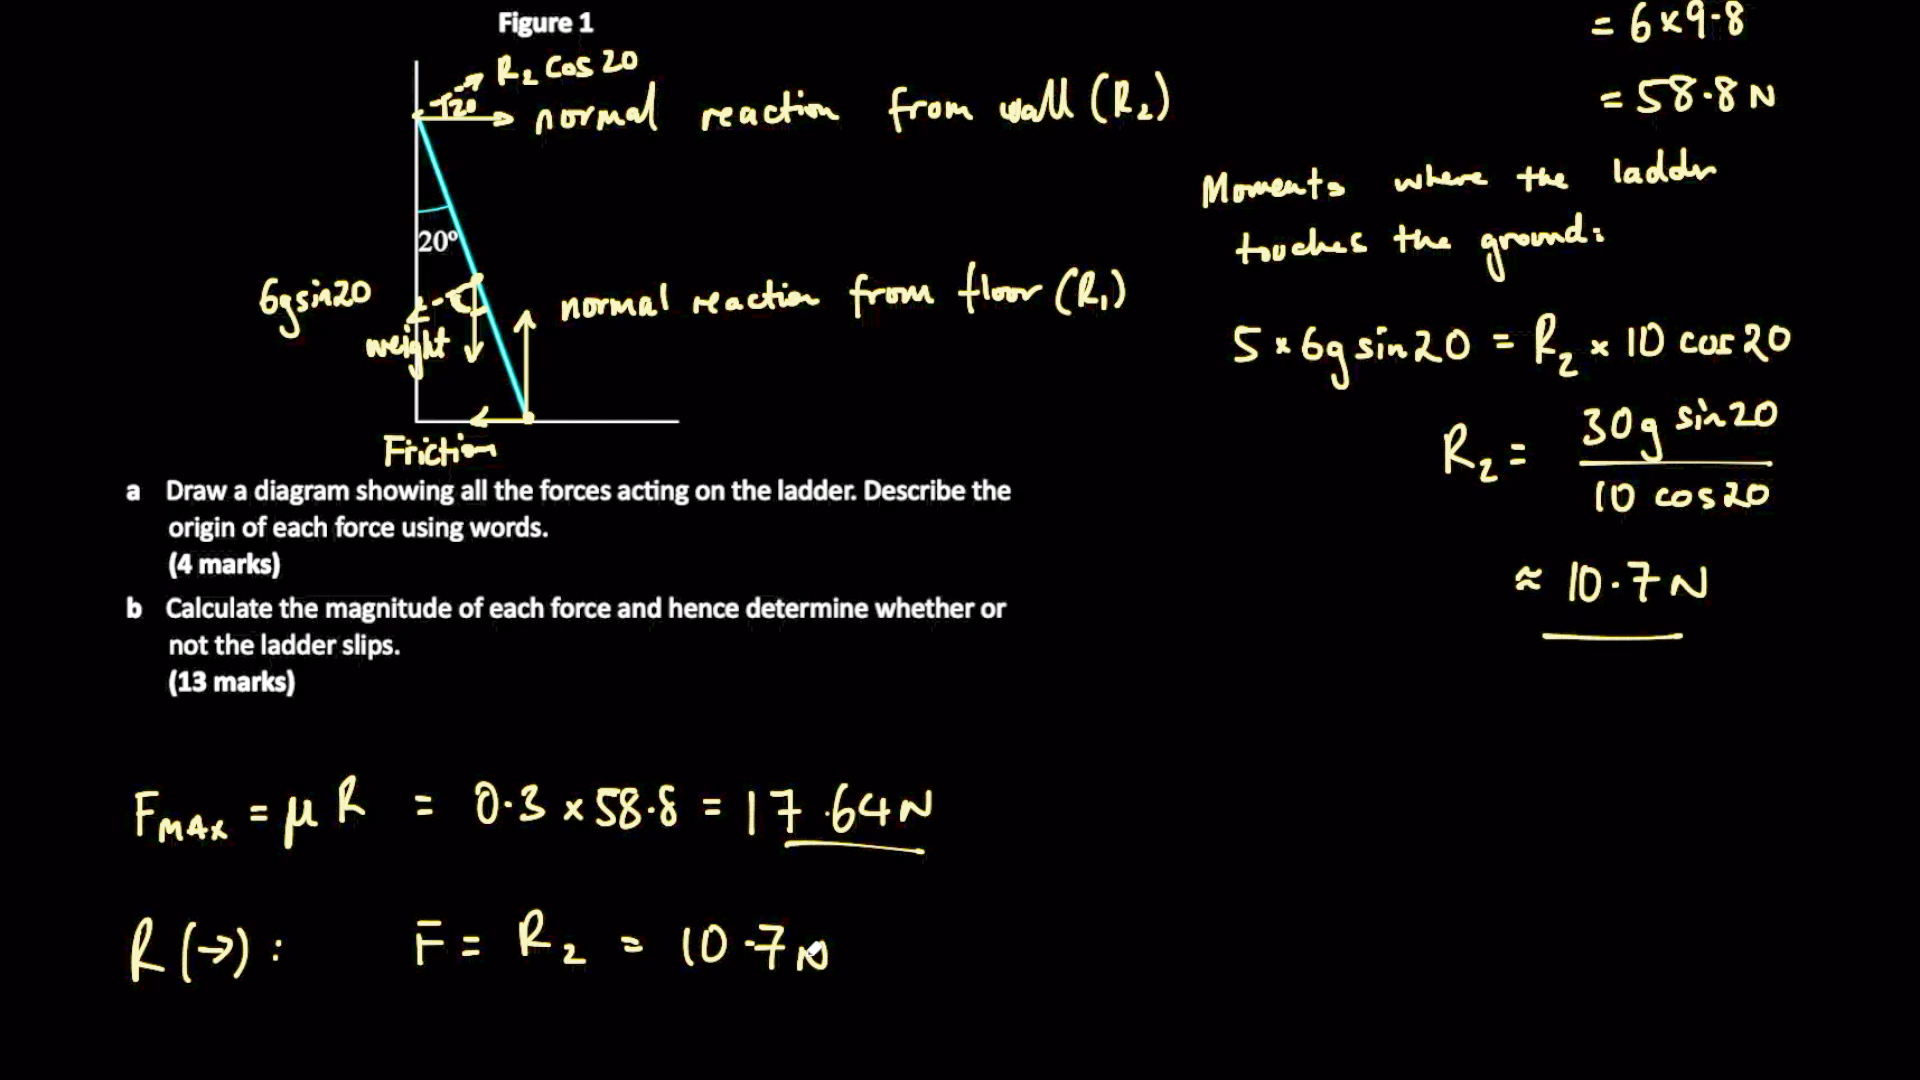 Figure 1
R₂ Cos 20
20
normal reaction from wall (R₂)
20°
6g sin20
weight
normal reaction from floor (R₁)
Friction
a Draw a diagram showing all the forces acting on the ladder. Describe the
origin of each force using words.
(4 marks)
b Calculate the magnitude of each force and hence determine whether or
not the ladder slips.
(13 marks)
F MAX = μ R = 0.3 × 58.8 = 17.64 N
R (→) : F = R₂ = 10.7 N
= 6 × 9.8
= 58.8 N
Moments where the ladder
touches the ground:
5 × 6g sin 20 = R₂ × 10 cos 20
R₂ = 30g sin 20
10 cos 20
≈ 10.7 N